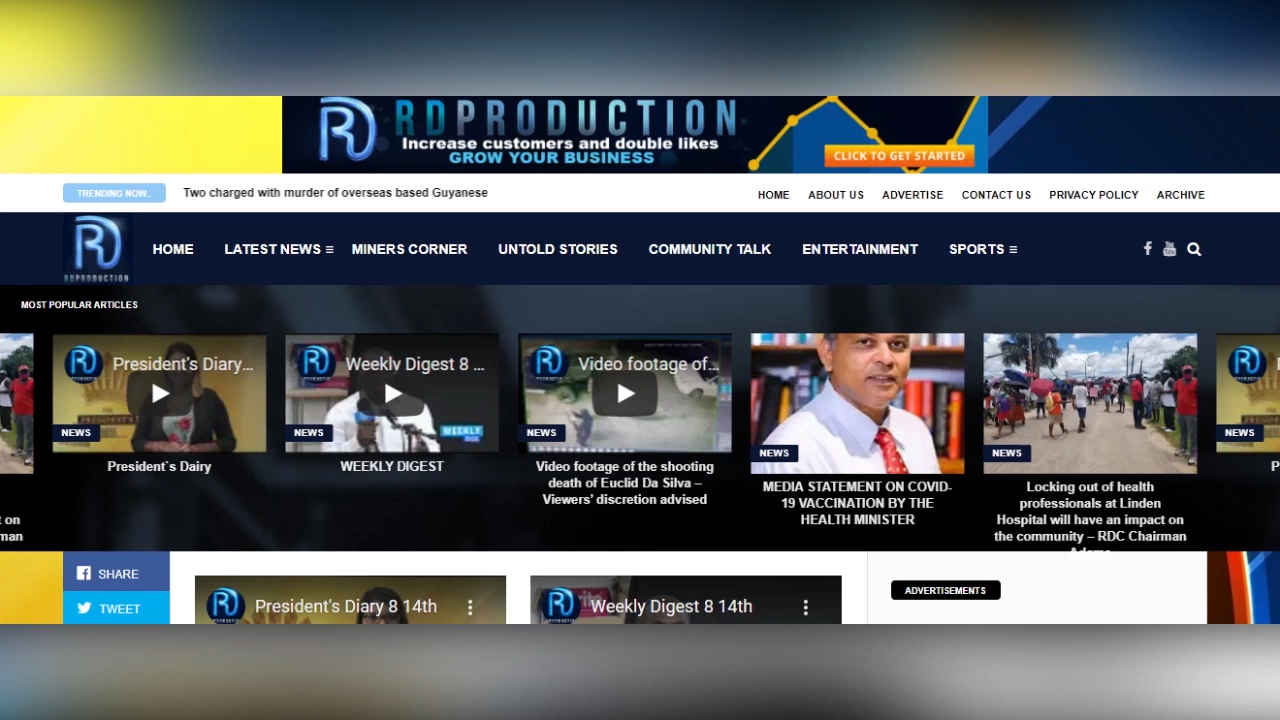 RDPRODUCTION
Increase customers and double likes
GROW YOUR BUSINESS
CLICK TO GET STARTED
TRENDING NOW..
Two charged with murder of overseas based Guyanese
HOME ABOUT US ADVERTISE CONTACT US PRIVACY POLICY ARCHIVE
RDPRODUCTION
HOME LATEST NEWS MINERS CORNER UNTOLD STORIES COMMUNITY TALK ENTERTAINMENT SPORTS
MOST POPULAR ARTICLES
President's Diary...
NEWS
President`s Dairy
Weekly Digest 8 ...
WEEKLY
NEWS
WEEKLY DIGEST
Video footage of...
NEWS
Video footage of the shooting
death of Euclid Da Silva –
Viewers' discretion advised
NEWS
MEDIA STATEMENT ON COVID-
19 VACCINATION BY THE
HEALTH MINISTER
NEWS
Locking out of health
professionals at Linden
Hospital will have an impact on
the community – RDC Chairman
NEWS
on
man
SHARE
TWEET
President's Diary 8 14th
Weekly Digest 8 14th
ADVERTISEMENTS